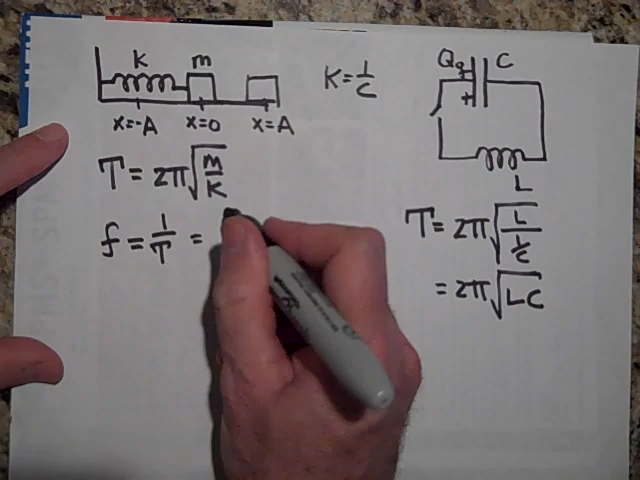 K m
x=-A x=0 x=A
K = 1/C
Q₀ C
+
L
T = 2π√(m/K)
f = 1/T =
T = 2π√(L/(1/C))
= 2π√(LC)